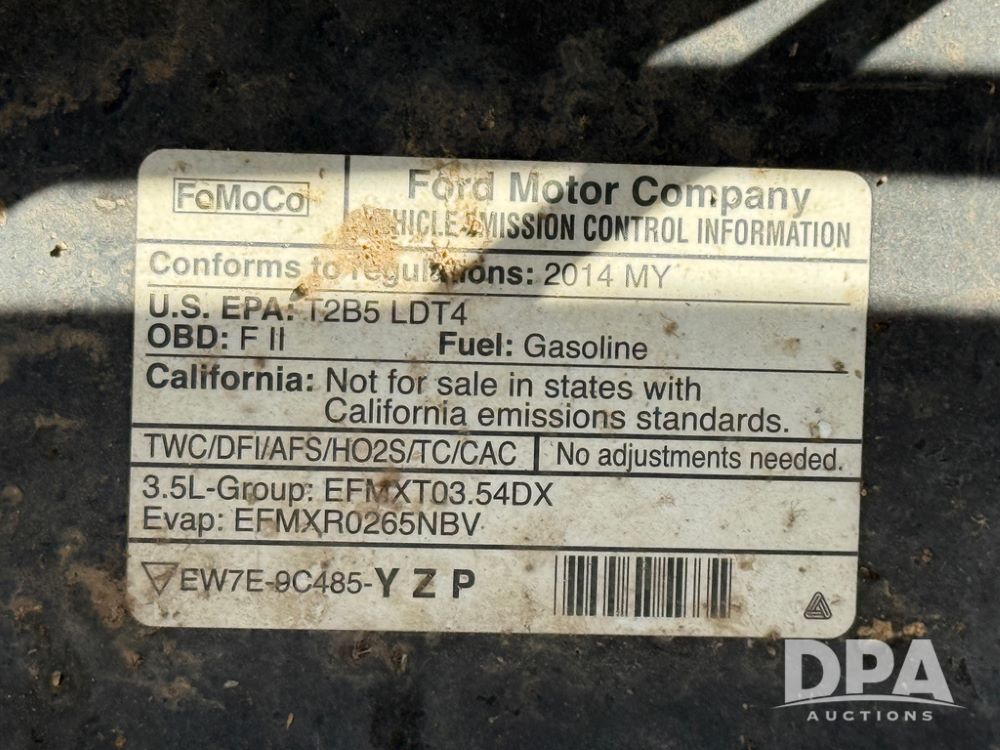 FoMoCo
Ford Motor Company
VEHICLE EMISSION CONTROL INFORMATION
Conforms to regulations: 2014 MY
U.S. EPA: T2B5 LDT4
OBD: F II Fuel: Gasoline
California: Not for sale in states with
California emissions standards.
TWC/DFI/AFS/HO2S/TC/CAC No adjustments needed.
3.5L-Group: EFMXT03.54DX
Evap: EFMXR0265NBV
EW7E-9C485-YZP
DPA
AUCTIONS